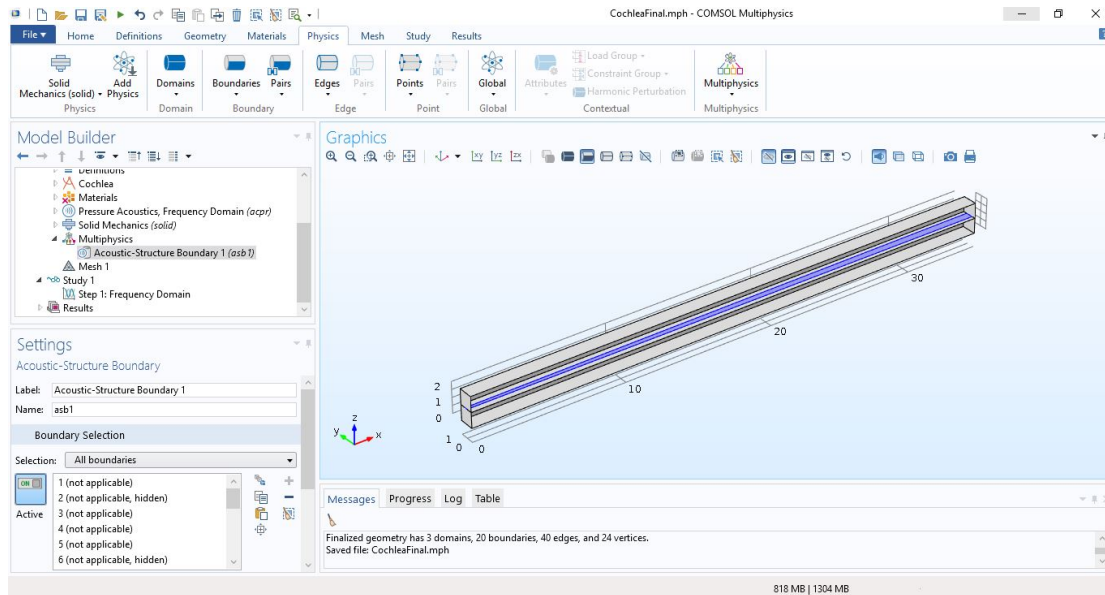 CochleaFinal.mph - COMSOL Multiphysics
File Home Definitions Geometry Materials Physics Mesh Study Results
Solid Mechanics (solid) Add Physics Domains Boundaries Pairs Edges Pairs Points Pairs Global Attributes Load Group Multiphysics
Constraint Group
Harmonic Perturbation
Physics Domain Boundary Edge Point Global Contextual Multiphysics
Model Builder
Definitions
Cochlea
Materials
Pressure Acoustics, Frequency Domain (acpr)
Solid Mechanics (solid)
Multiphysics
Acoustic-Structure Boundary 1 (asb1)
Mesh 1
Study 1
Step 1: Frequency Domain
Results
Settings
Acoustic-Structure Boundary
Label: Acoustic-Structure Boundary 1
Name: asb1
Boundary Selection
Selection: All boundaries
ON
Active
1 (not applicable)
2 (not applicable, hidden)
3 (not applicable)
4 (not applicable)
5 (not applicable)
6 (not applicable, hidden)
Graphics
xy yz zx
30
20
10
2
1
0
1
0 0
z
y x
Messages Progress Log Table
Finalized geometry has 3 domains, 20 boundaries, 40 edges, and 24 vertices.
Saved file: CochleaFinal.mph
818 MB | 1304 MB